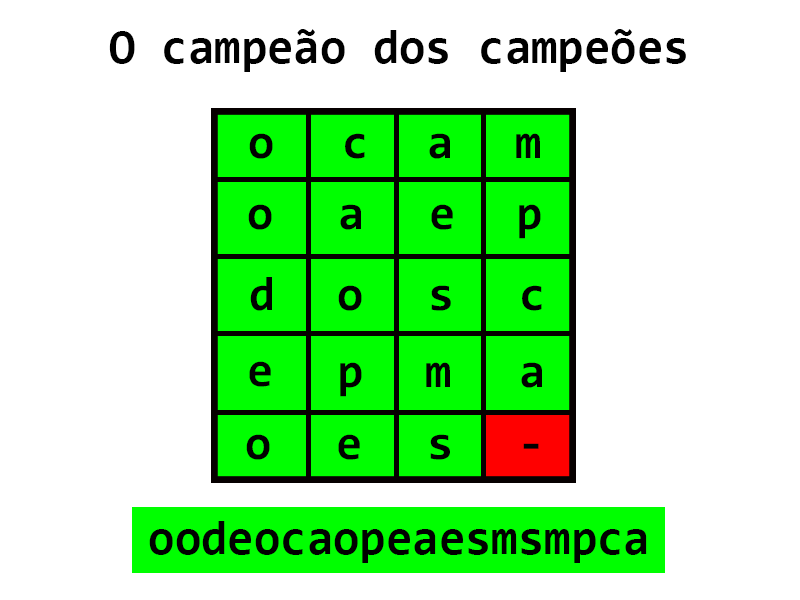 O campeão dos campeões
o c a m
o a e p
d o s c
e p m a
o e s -
oodeocaopeaesmsmpca